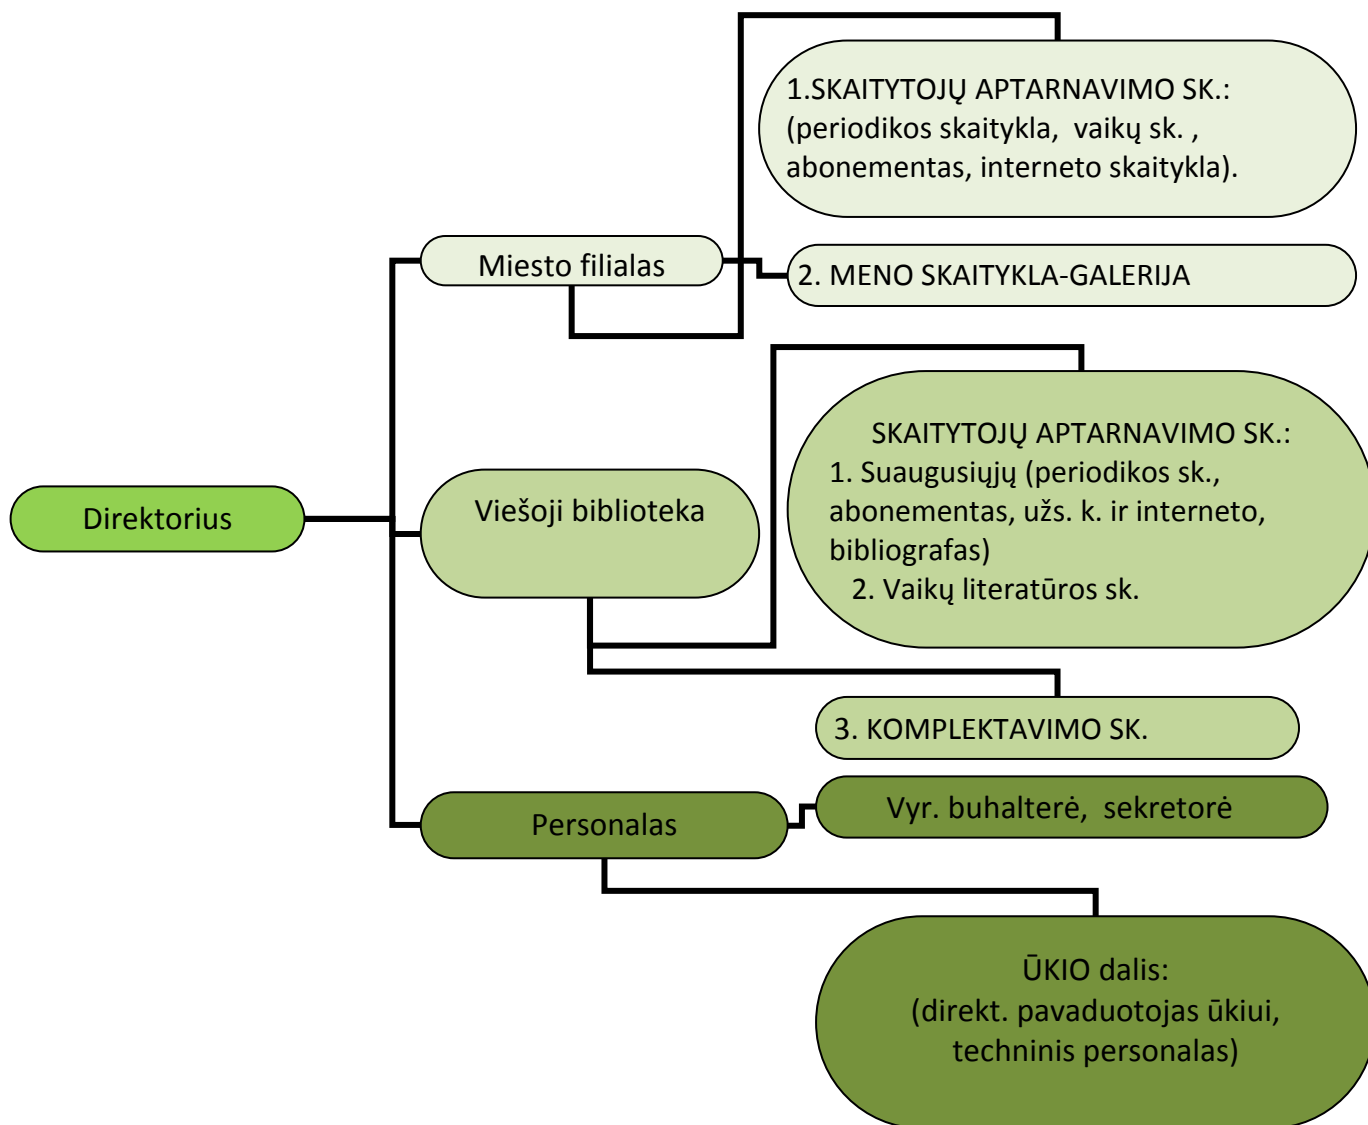 1.SKAITYTOJŲ APTARNAVIMO SK.:
(periodikos skaitykla,  vaikų sk. ,
abonementas, interneto skaitykla).
Miesto filialas
2. MENO SKAITYKLA-GALERIJA
SKAITYTOJŲ APTARNAVIMO SK.:
1. Suaugusiųjų (periodikos sk.,
abonementas, užs. k. ir interneto,
bibliografas)
2. Vaikų literatūros sk.
Viešoji biblioteka
Direktorius
3. KOMPLEKTAVIMO SK.
Personalas
Vyr. buhalterė,  sekretorė
ŪKIO dalis:
(direkt. pavaduotojas ūkiui,
techninis personalas)